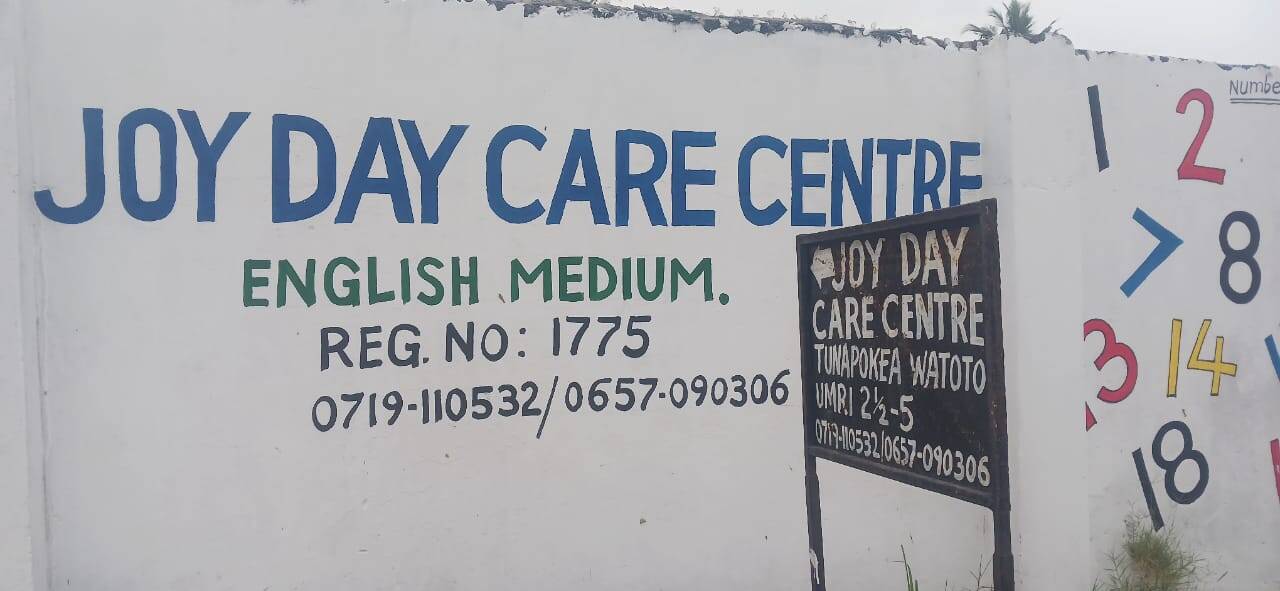 JOY DAY CARE CENTRE
ENGLISH MEDIUM.
REG. NO: 1775
0719-110532/0657-090306
JOY DAY
CARE CENTRE
TUNAPOKEA WATOTO
UMRI 2½-5
0719-110532/0657-090306
1 2
7 8
3 14
18